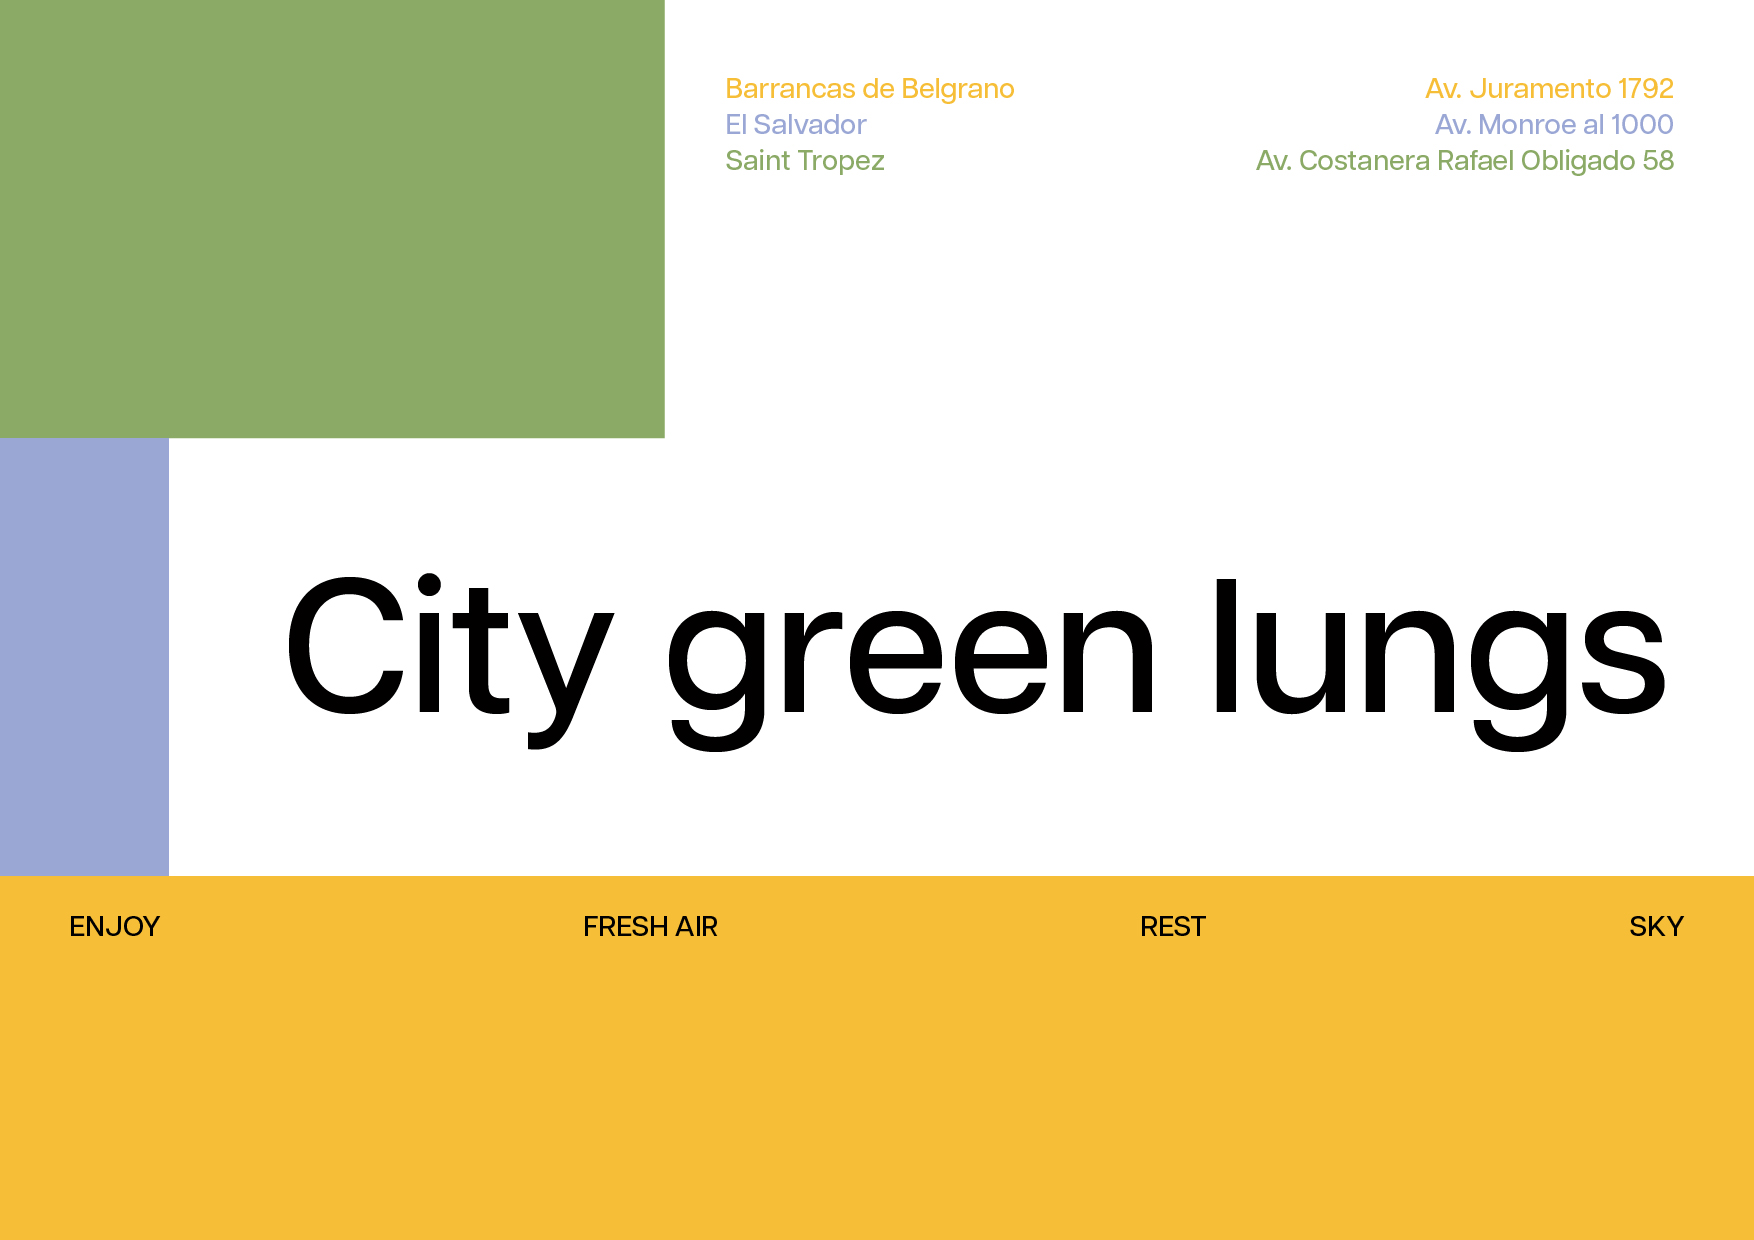 Barrancas de Belgrano Av. Juramento 1792
El Salvador Av. Monroe al 1000
Saint Tropez Av. Costanera Rafael Obligado 58
City green lungs
ENJOY FRESH AIR REST SKY